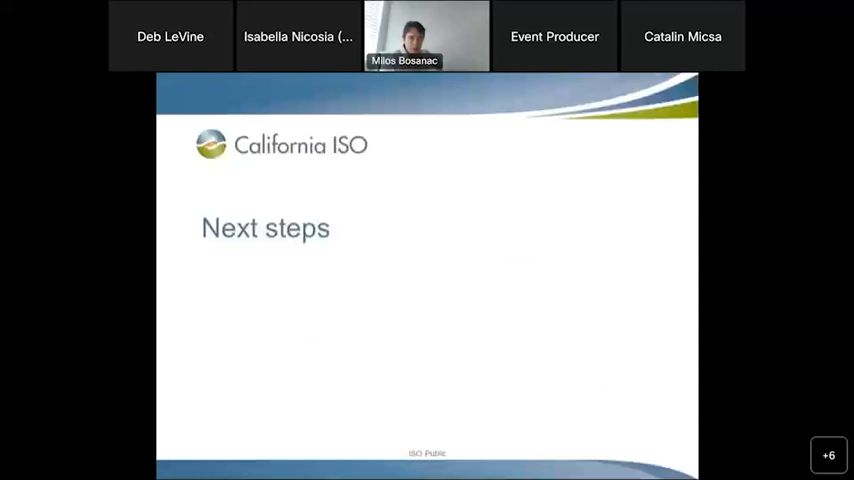 Deb LeVine
Isabella Nicosia (...
Milos Bosanac
Event Producer
Catalin Micsa
California ISO
Next steps
ISO Public
+6